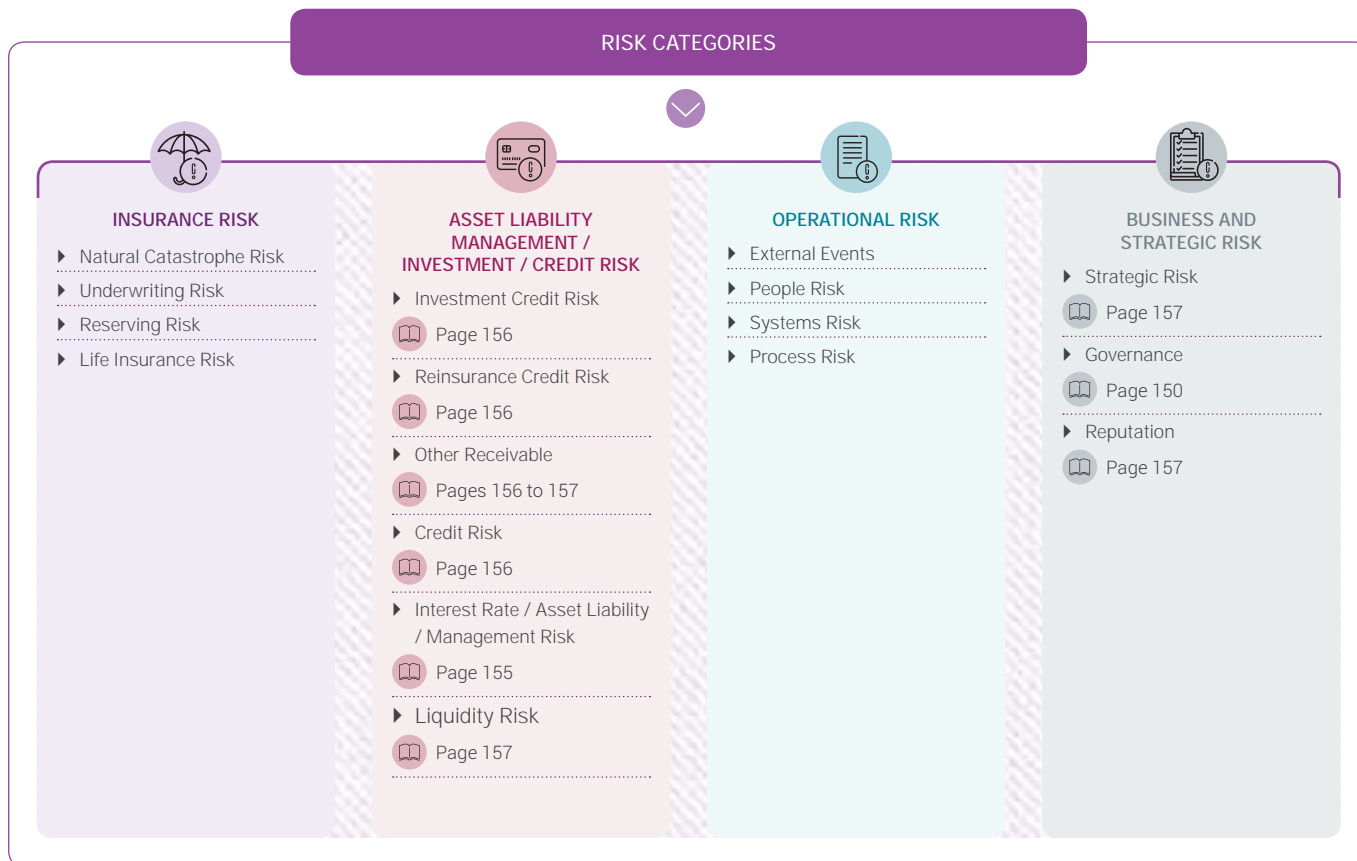 RISK CATEGORIES
INSURANCE RISK
Natural Catastrophe Risk
Underwriting Risk
Reserving Risk
Life Insurance Risk
ASSET LIABILITY
MANAGEMENT /
INVESTMENT / CREDIT RISK
Investment Credit Risk
Page 156
Reinsurance Credit Risk
Page 156
Other Receivable
Pages 156 to 157
Credit Risk
Page 156
Interest Rate / Asset Liability
/ Management Risk
Page 155
Liquidity Risk
Page 157
OPERATIONAL RISK
External Events
People Risk
Systems Risk
Process Risk
BUSINESS AND
STRATEGIC RISK
Strategic Risk
Page 157
Governance
Page 150
Reputation
Page 157